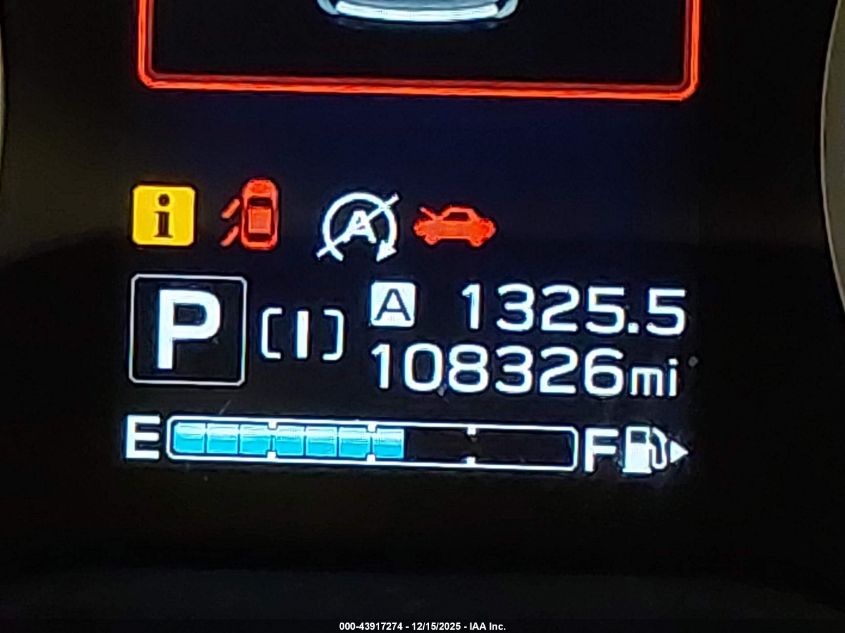 i
A
P [I] A 1325.5
108326mi
E F
000-43917274 - 12/15/2025 - IAA Inc.